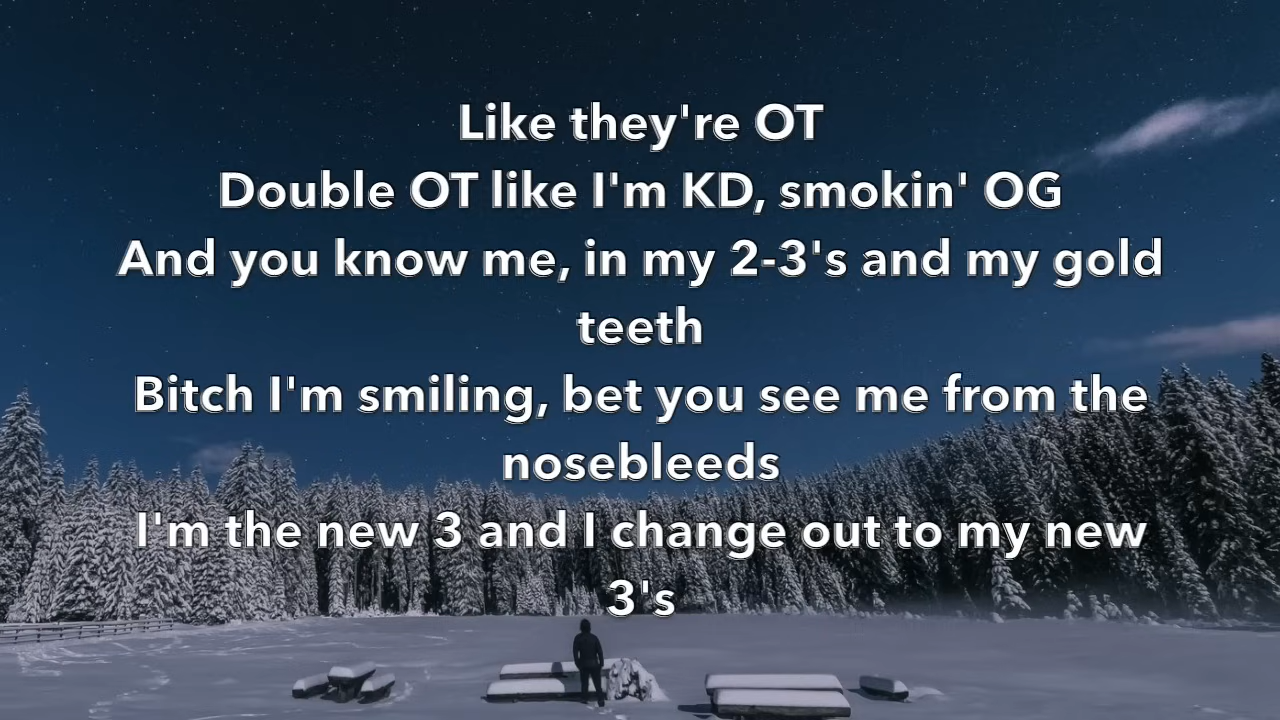 Like they're OT
Double OT like I'm KD, smokin' OG
And you know me, in my 2-3's and my gold
teeth
Bitch I'm smiling, bet you see me from the
nosebleeds
I'm the new 3 and I change out to my new
3's